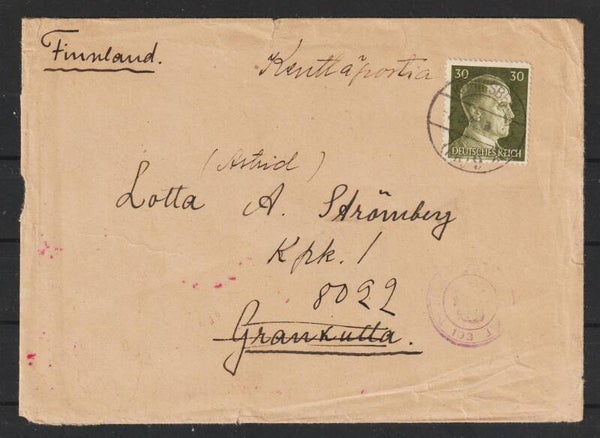 Finnland.
Kenttäpostia
30 30
DEUTSCHES REICH
(Astrid)
Lotta A. Strömberg
Kpk. 1
8022
Grankulla.